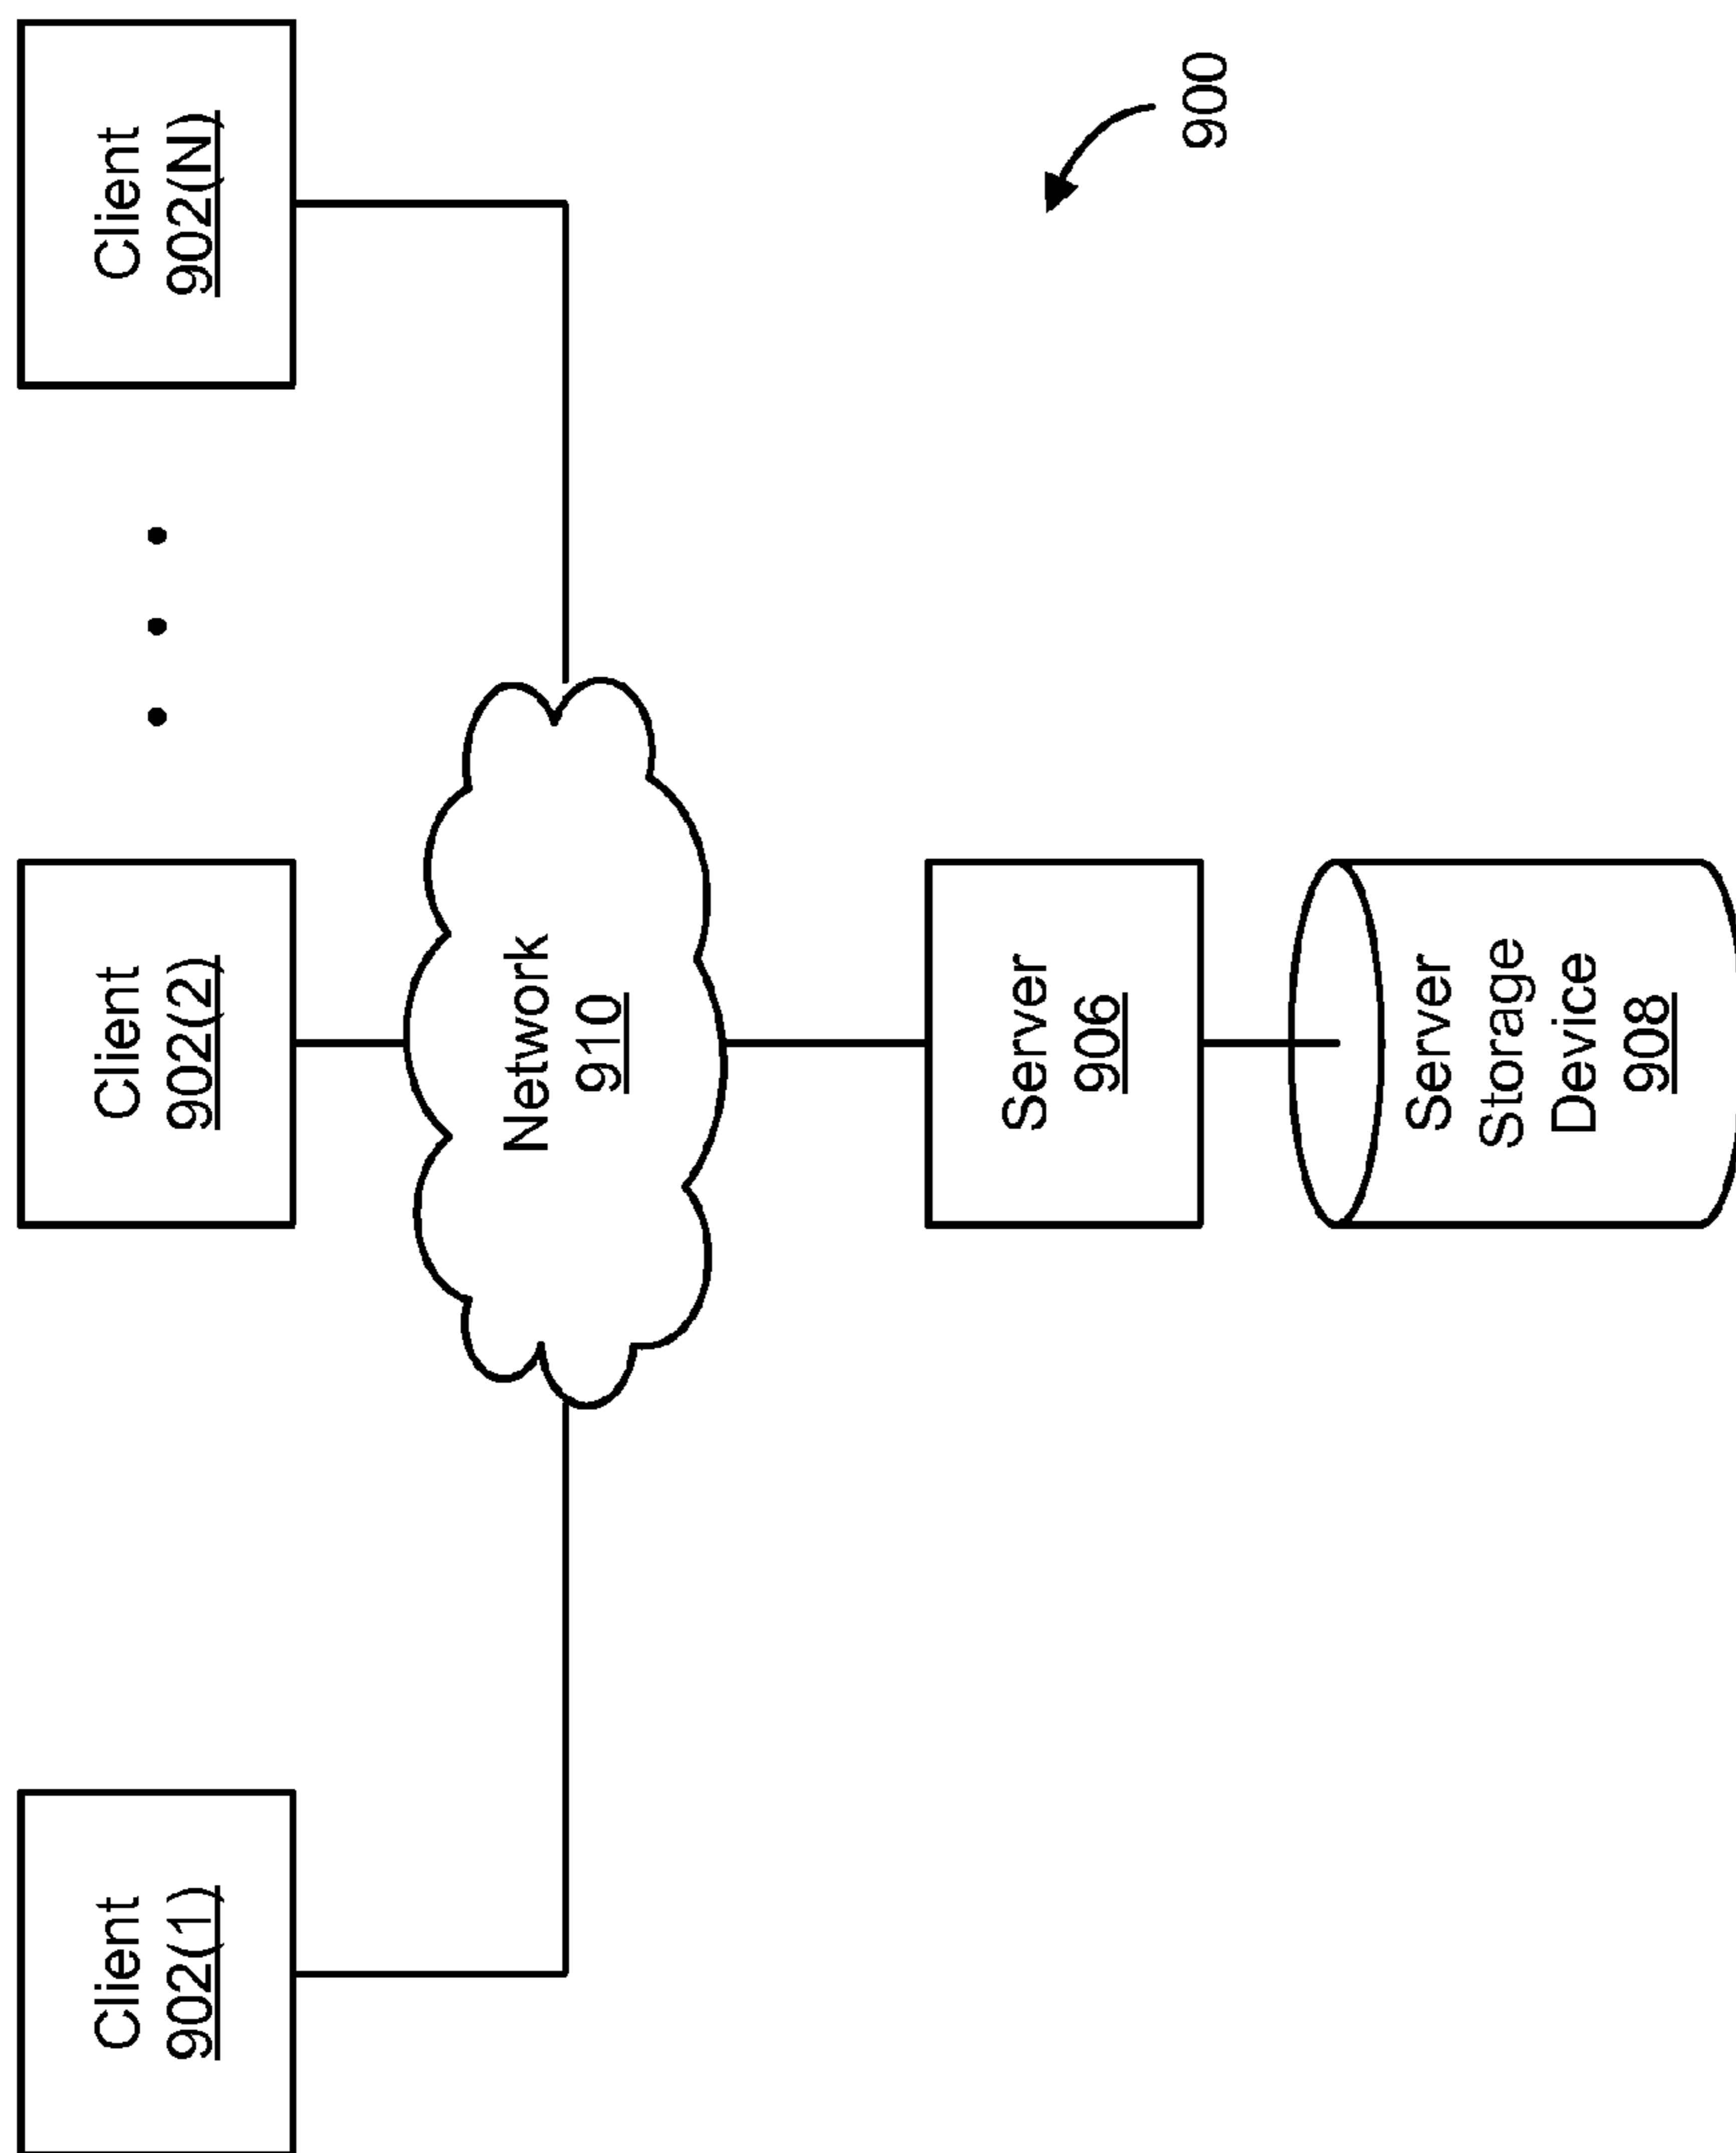 Client
902(1)
Client
902(2)
Client
902(N)
Network
910
Server
906
900
Server
Storage
Device
908